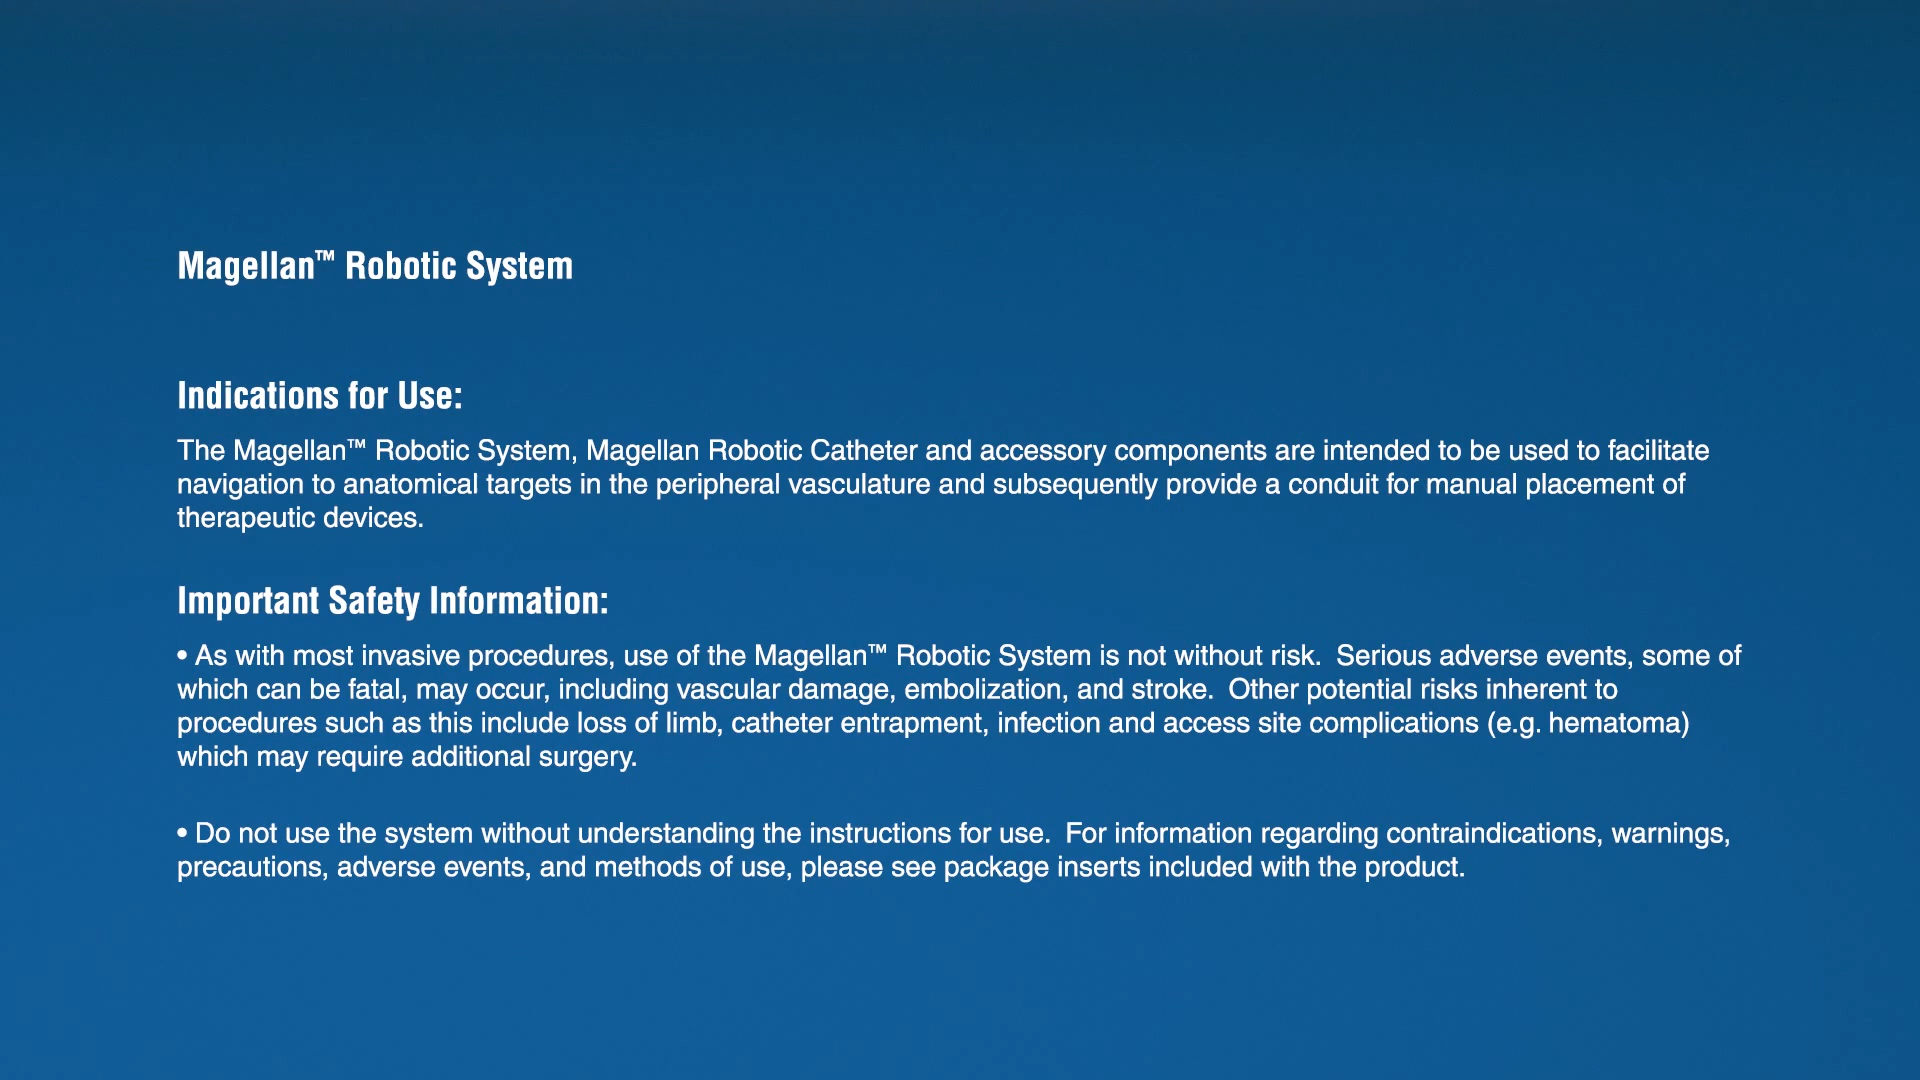 Magellan™ Robotic System
Indications for Use:
The Magellan™ Robotic System, Magellan Robotic Catheter and accessory components are intended to be used to facilitate
navigation to anatomical targets in the peripheral vasculature and subsequently provide a conduit for manual placement of
therapeutic devices.
Important Safety Information:
• As with most invasive procedures, use of the Magellan™ Robotic System is not without risk.  Serious adverse events, some of
which can be fatal, may occur, including vascular damage, embolization, and stroke.  Other potential risks inherent to
procedures such as this include loss of limb, catheter entrapment, infection and access site complications (e.g. hematoma)
which may require additional surgery.
• Do not use the system without understanding the instructions for use.  For information regarding contraindications, warnings,
precautions, adverse events, and methods of use, please see package inserts included with the product.